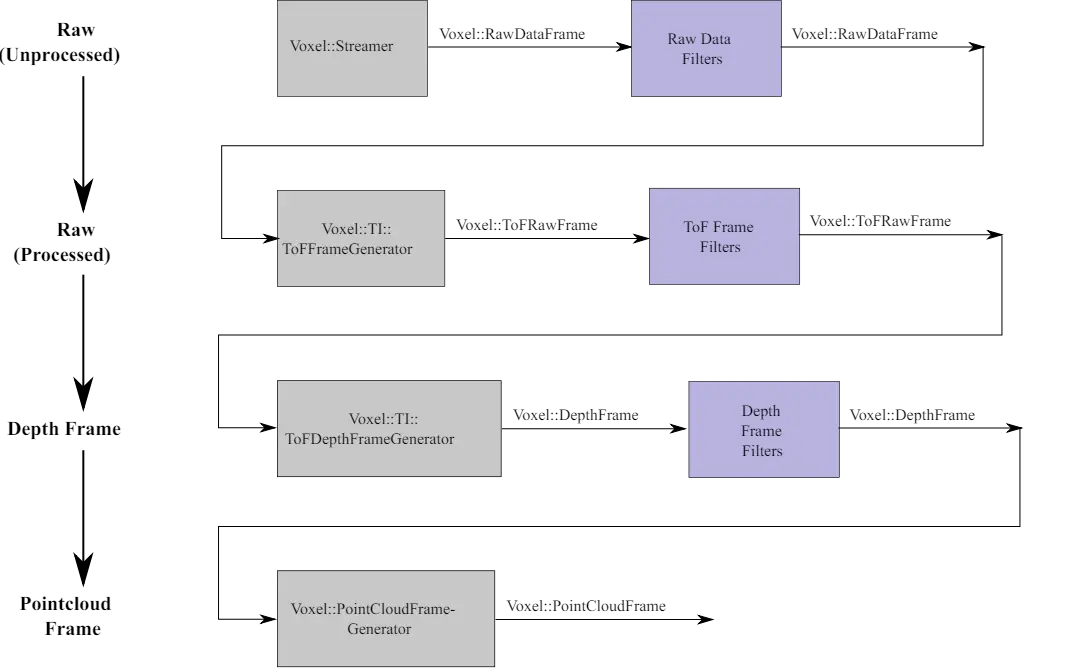 Raw
(Unprocessed)
Voxel::Streamer
Voxel::RawDataFrame
Raw Data
Filters
Voxel::RawDataFrame
Raw
(Processed)
Voxel::TI::
ToFFrameGenerator
Voxel::ToFRawFrame
ToF Frame
Filters
Voxel::ToFRawFrame
Depth Frame
Voxel::TI::
ToFDepthFrameGenerator
Voxel::DepthFrame
Depth
Frame
Filters
Voxel::DepthFrame
Pointcloud
Frame
Voxel::PointCloudFrame-
Generator
Voxel::PointCloudFrame